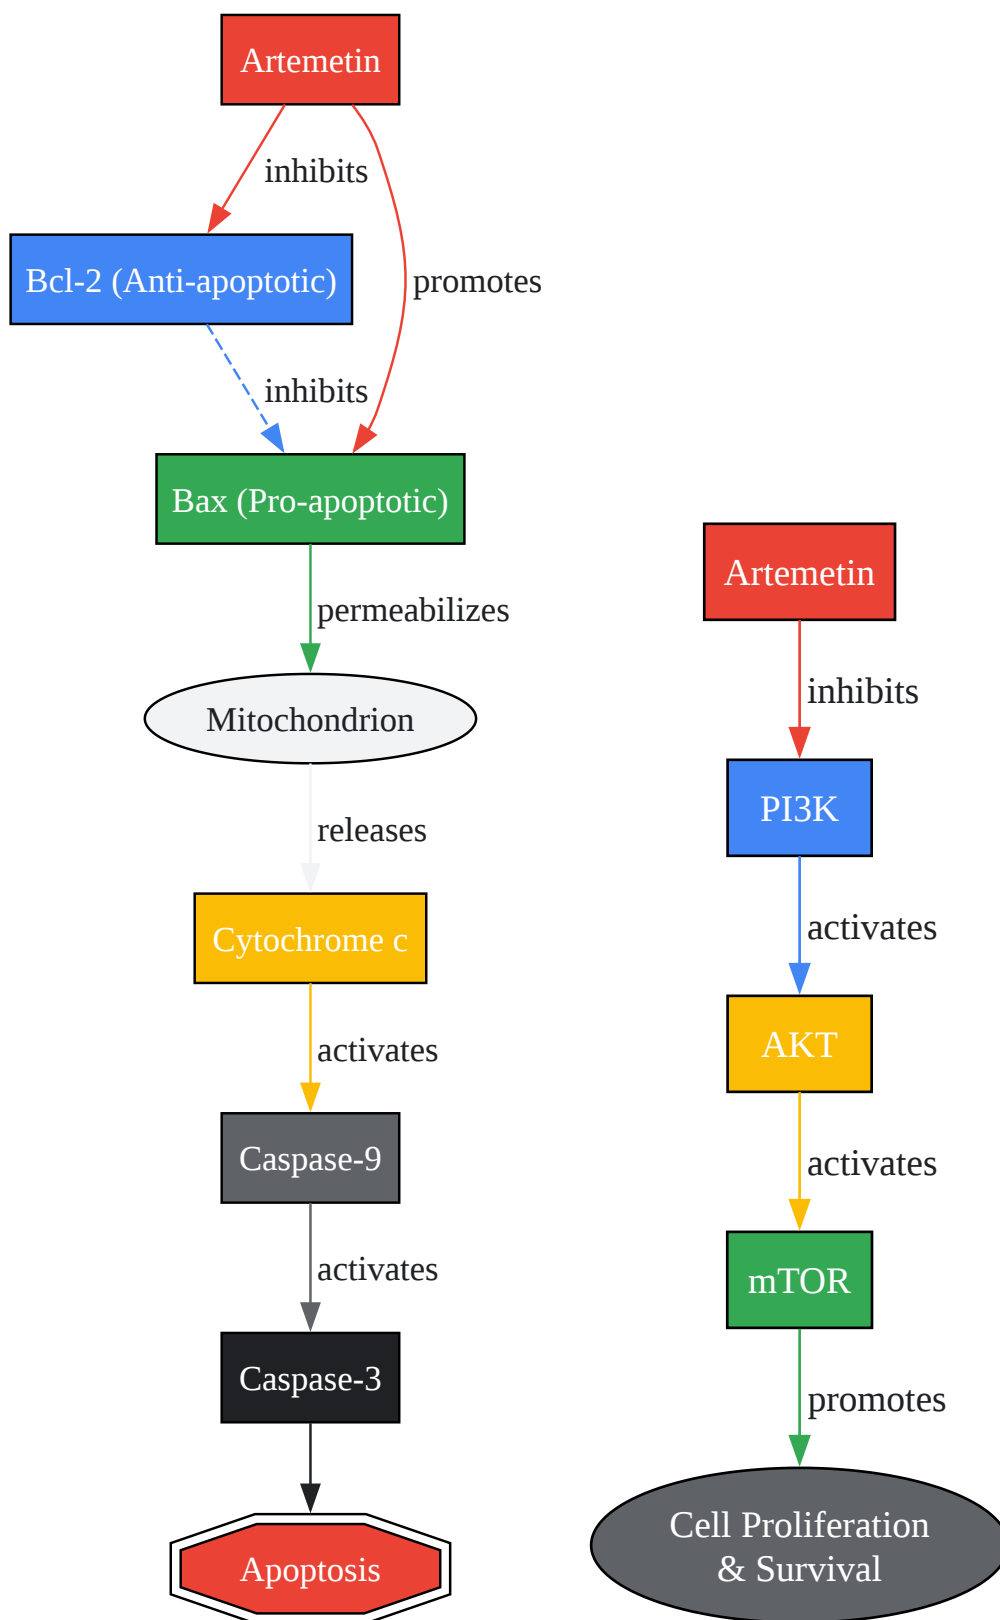 Artemetin
inhibits
Bcl-2 (Anti-apoptotic)
promotes
inhibits
Bax (Pro-apoptotic)
permeabilizes
Mitochondrion
releases
Cytochrome c
activates
Caspase-9
activates
Caspase-3
Apoptosis
Artemetin
inhibits
PI3K
activates
AKT
activates
mTOR
promotes
Cell Proliferation
& Survival